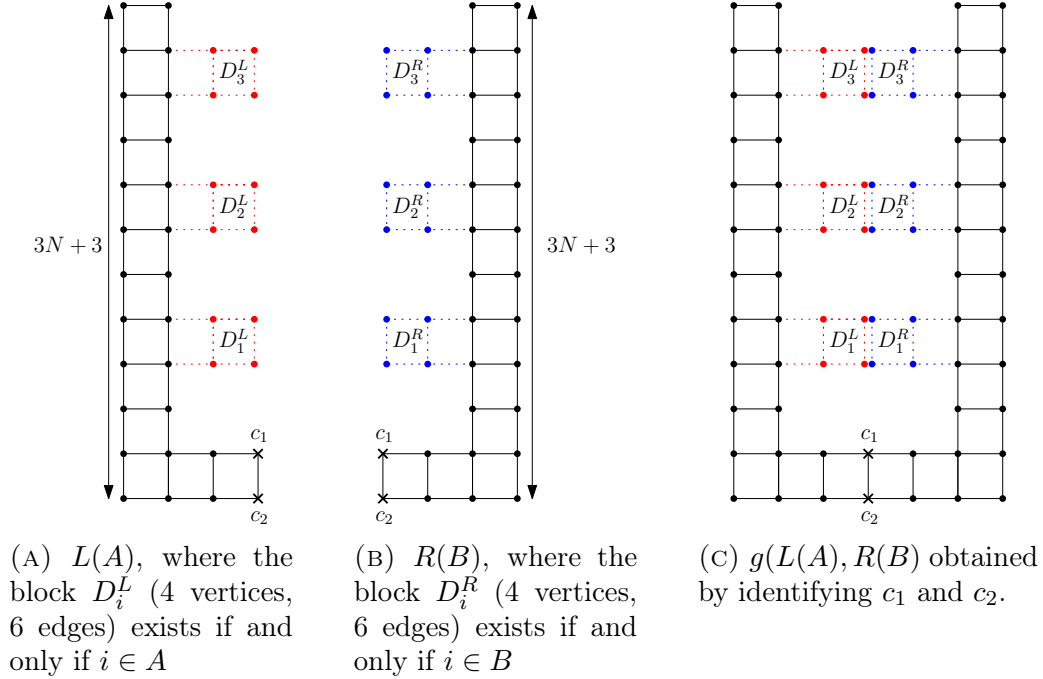 D_3^L
D_3^R
D_3^L D_3^R
D_2^L
D_2^R
D_2^L D_2^R
3N + 3
3N + 3
D_1^L
D_1^R
D_1^L D_1^R
c_1
c_1
c_1
c_2
c_2
c_2
(A) L(A), where the
block D_i^L (4 vertices,
6 edges) exists if and
only if i ∈ A
(B) R(B), where the
block D_i^R (4 vertices,
6 edges) exists if and
only if i ∈ B
(C) g(L(A), R(B) obtained
by identifying c_1 and c_2.